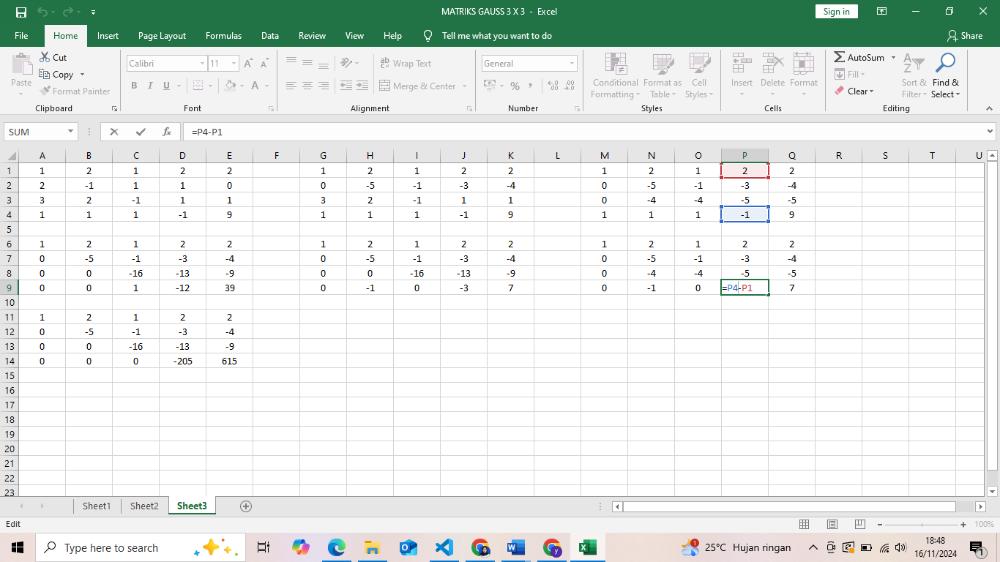 MATRIKS GAUSS 3 X 3 - Excel
Sign in
File Home Insert Page Layout Formulas Data Review View Help Tell me what you want to do Share
Paste
Cut
Copy
Format Painter
Clipboard
Calibri 11
B I U
Font
Wrap Text
Merge & Center
Alignment
General
Number
Conditional Formatting
Format as Table
Cell Styles
Styles
Insert Delete Format
Cells
AutoSum
Fill
Clear
Sort & Filter
Find & Select
Editing
SUM fx =P4-P1
A B C D E F G H I J K L M N O P Q R S T U
1 1 2 1 2 2 1 2 1 2 2 1 2 1 2 2
2 2 -1 1 1 0 0 -5 -1 -3 -4 0 -5 -1 -3 -4
3 3 2 -1 1 1 3 2 -1 1 1 0 -4 -4 -5 -5
4 1 1 1 -1 9 1 1 1 -1 9 1 1 1 -1 9
5
6 1 2 1 2 2 1 2 1 2 2 1 2 1 2 2
7 0 -5 -1 -3 -4 0 -5 -1 -3 -4 0 -5 -1 -3 -4
8 0 0 -16 -13 -9 0 0 -16 -13 -9 0 -4 -4 -5 -5
9 0 0 1 -12 39 0 -1 0 -3 7 0 -1 0 =P4-P1 7
10
11 1 2 1 2 2
12 0 -5 -1 -3 -4
13 0 0 -16 -13 -9
14 0 0 0 -205 615
15
16
17
18
19
20
21
22
23
Sheet1 Sheet2 Sheet3
Edit 100%
Type here to search
25°C Hujan ringan
18:48
16/11/2024
1